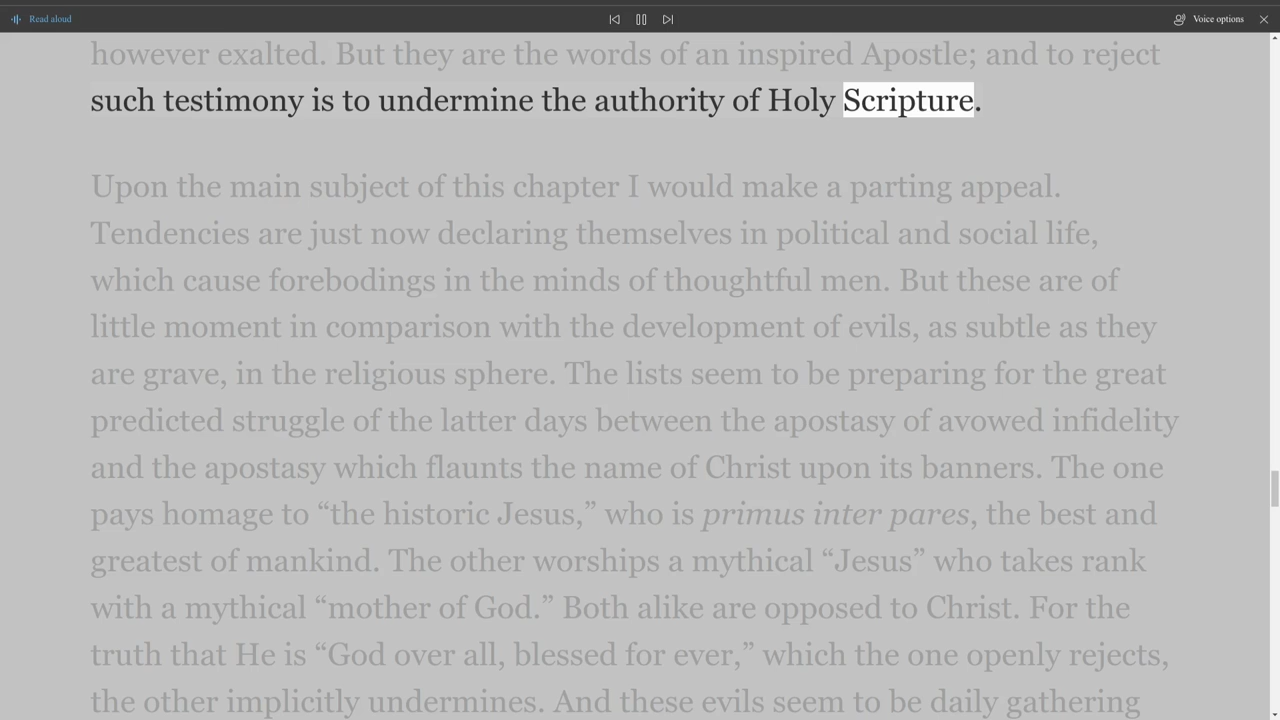 Read aloud
Voice options
however exalted. But they are the words of an inspired Apostle; and to reject
such testimony is to undermine the authority of Holy Scripture.
Upon the main subject of this chapter I would make a parting appeal.
Tendencies are just now declaring themselves in political and social life,
which cause forebodings in the minds of thoughtful men. But these are of
little moment in comparison with the development of evils, as subtle as they
are grave, in the religious sphere. The lists seem to be preparing for the great
predicted struggle of the latter days between the apostasy of avowed infidelity
and the apostasy which flaunts the name of Christ upon its banners. The one
pays homage to “the historic Jesus,” who is primus inter pares, the best and
greatest of mankind. The other worships a mythical “Jesus” who takes rank
with a mythical “mother of God.” Both alike are opposed to Christ. For the
truth that He is “God over all, blessed for ever,” which the one openly rejects,
the other implicitly undermines. And these evils seem to be daily gathering